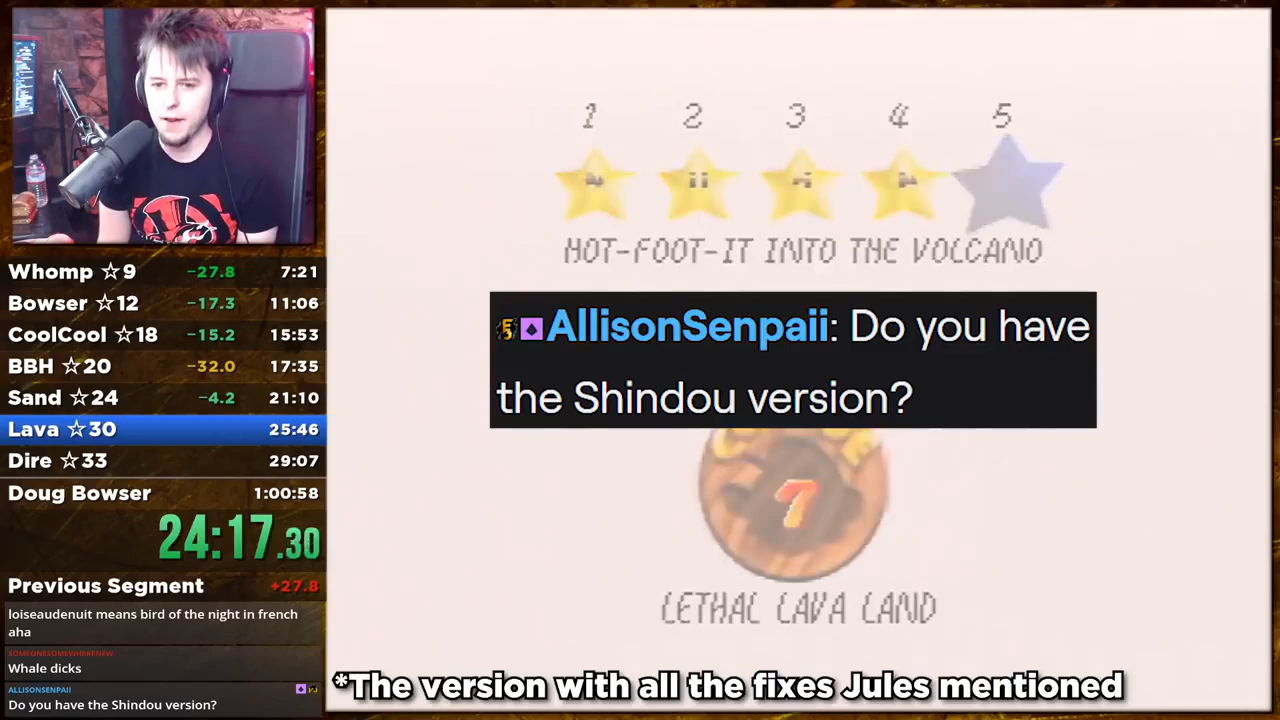 1 2 3 4 5
HOT-FOOT-IT INTO THE VOLCANO
AllisonSenpaii: Do you have
the Shindou version?
7
LETHAL LAVA LAND
*The version with all the fixes Jules mentioned
Whomp ☆9 -27.8 7:21
Bowser ☆12 -17.3 11:06
CoolCool ☆18 -15.2 15:53
BBH ☆20 -32.0 17:35
Sand ☆24 -4.2 21:10
Lava ☆30 25:46
Dire ☆33 29:07
Doug Bowser 1:00:58
24:17.30
Previous Segment +27.8
loiseaudenuit means bird of the night in french
aha
SOMEONESOMEWHERENEW
Whale dicks
ALLISONSENPAII
Do you have the Shindou version?